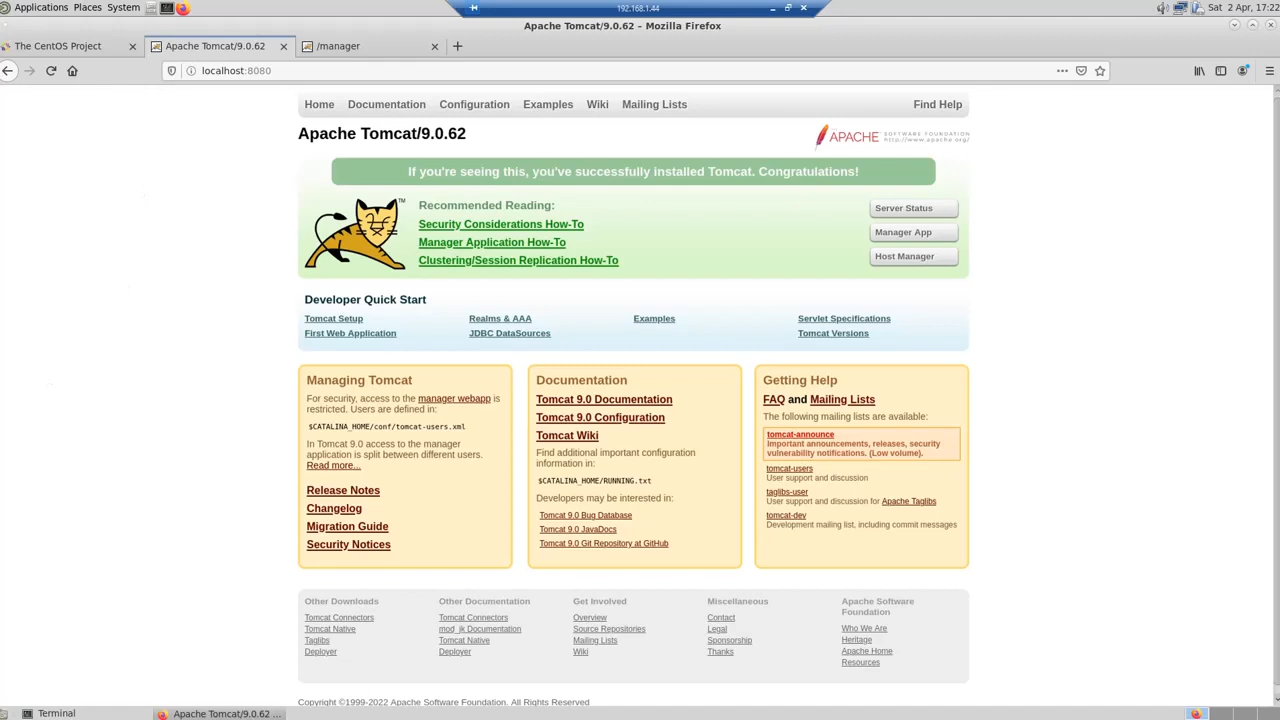 Applications Places System
192.168.1.44
Sat 2 Apr, 17:22
Apache Tomcat/9.0.62 – Mozilla Firefox
The CentOS Project
Apache Tomcat/9.0.62
/manager
localhost:8080
Home Documentation Configuration Examples Wiki Mailing Lists Find Help
Apache Tomcat/9.0.62
APACHE SOFTWARE FOUNDATION
http://www.apache.org/
If you're seeing this, you've successfully installed Tomcat. Congratulations!
TM
Recommended Reading:
Security Considerations How-To
Manager Application How-To
Clustering/Session Replication How-To
Server Status
Manager App
Host Manager
Developer Quick Start
Tomcat Setup
First Web Application
Realms & AAA
JDBC DataSources
Examples
Servlet Specifications
Tomcat Versions
Managing Tomcat
For security, access to the manager webapp is
restricted. Users are defined in:
$CATALINA_HOME/conf/tomcat-users.xml
In Tomcat 9.0 access to the manager
application is split between different users.
Read more...
Release Notes
Changelog
Migration Guide
Security Notices
Documentation
Tomcat 9.0 Documentation
Tomcat 9.0 Configuration
Tomcat Wiki
Find additional important configuration
information in:
$CATALINA_HOME/RUNNING.txt
Developers may be interested in:
Tomcat 9.0 Bug Database
Tomcat 9.0 JavaDocs
Tomcat 9.0 Git Repository at GitHub
Getting Help
FAQ and Mailing Lists
The following mailing lists are available:
tomcat-announce
Important announcements, releases, security
vulnerability notifications. (Low volume).
tomcat-users
User support and discussion
taglibs-user
User support and discussion for Apache Taglibs
tomcat-dev
Development mailing list, including commit messages
Other Downloads
Tomcat Connectors
Tomcat Native
Taglibs
Deployer
Other Documentation
Tomcat Connectors
mod_jk Documentation
Tomcat Native
Deployer
Get Involved
Overview
Source Repositories
Mailing Lists
Wiki
Miscellaneous
Contact
Legal
Sponsorship
Thanks
Apache Software
Foundation
Who We Are
Heritage
Apache Home
Resources
Copyright ©1999-2022 Apache Software Foundation. All Rights Reserved
Terminal
Apache Tomcat/9.0.62 ...